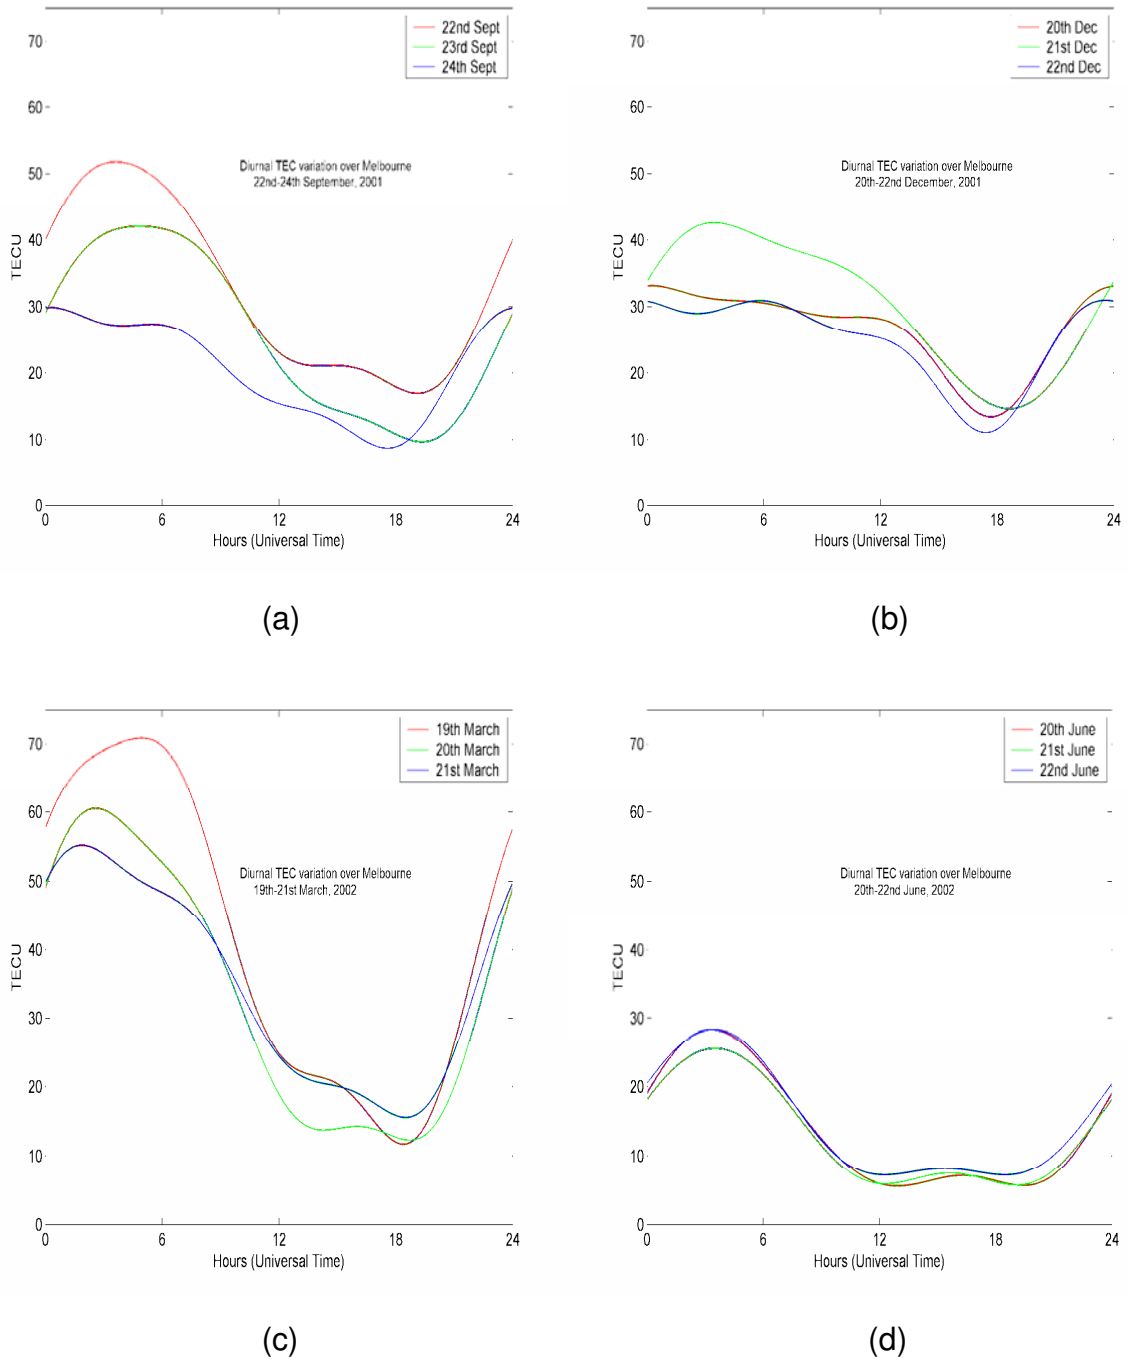 22nd Sept
23rd Sept
24th Sept
70
60
50
40
30
20
10
0
TECU
Diurnal TEC variation over Melbourne
22nd-24th September, 2001
0 6 12 18 24
Hours (Universal Time)
(a)
20th Dec
21st Dec
22nd Dec
70
60
50
40
30
20
10
0
TECU
Diurnal TEC variation over Melbourne
20th-22nd December, 2001
0 6 12 18 24
Hours (Universal Time)
(b)
19th March
20th March
21st March
70
60
50
40
30
20
10
0
TECU
Diurnal TEC variation over Melbourne
19th-21st March, 2002
0 6 12 18 24
Hours (Universal Time)
(c)
20th June
21st June
22nd June
70
60
50
40
30
20
10
0
TECU
Diurnal TEC variation over Melbourne
20th-22nd June, 2002
0 6 12 18 24
Hours (Universal Time)
(d)